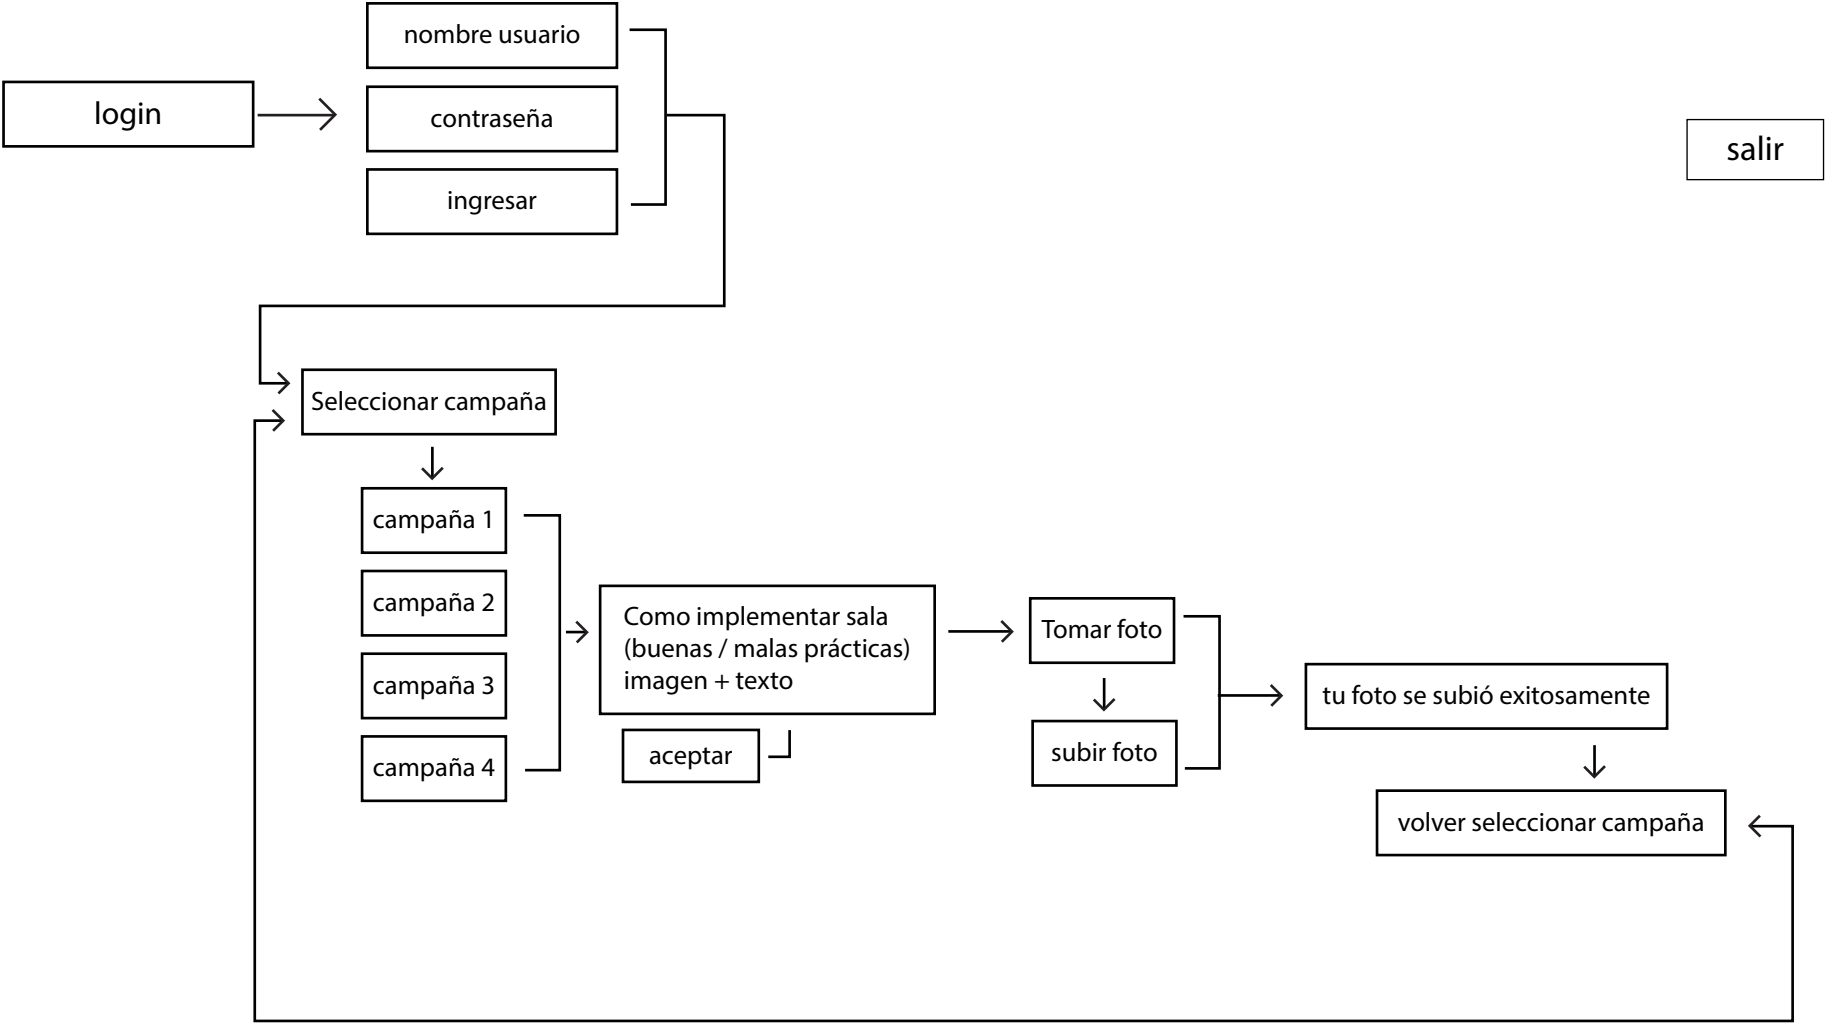 login
nombre usuario
contraseña
ingresar
salir
Seleccionar campaña
campaña 1
campaña 2
campaña 3
campaña 4
Como implementar sala
(buenas / malas prácticas)
imagen + texto
aceptar
Tomar foto
subir foto
tu foto se subió exitosamente
volver seleccionar campaña